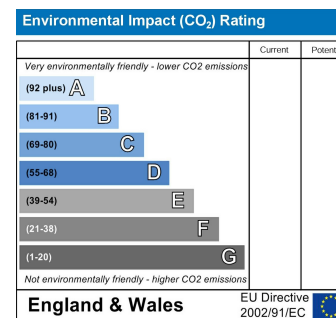 Environmental Impact (CO₂) Rating
Current Potent
Very environmentally friendly - lower CO2 emissions
(92 plus) A
(81-91) B
(69-80) C
(55-68) D
(39-54) E
(21-38) F
(1-20) G
Not environmentally friendly - higher CO2 emissions
England & Wales
EU Directive
2002/91/EC